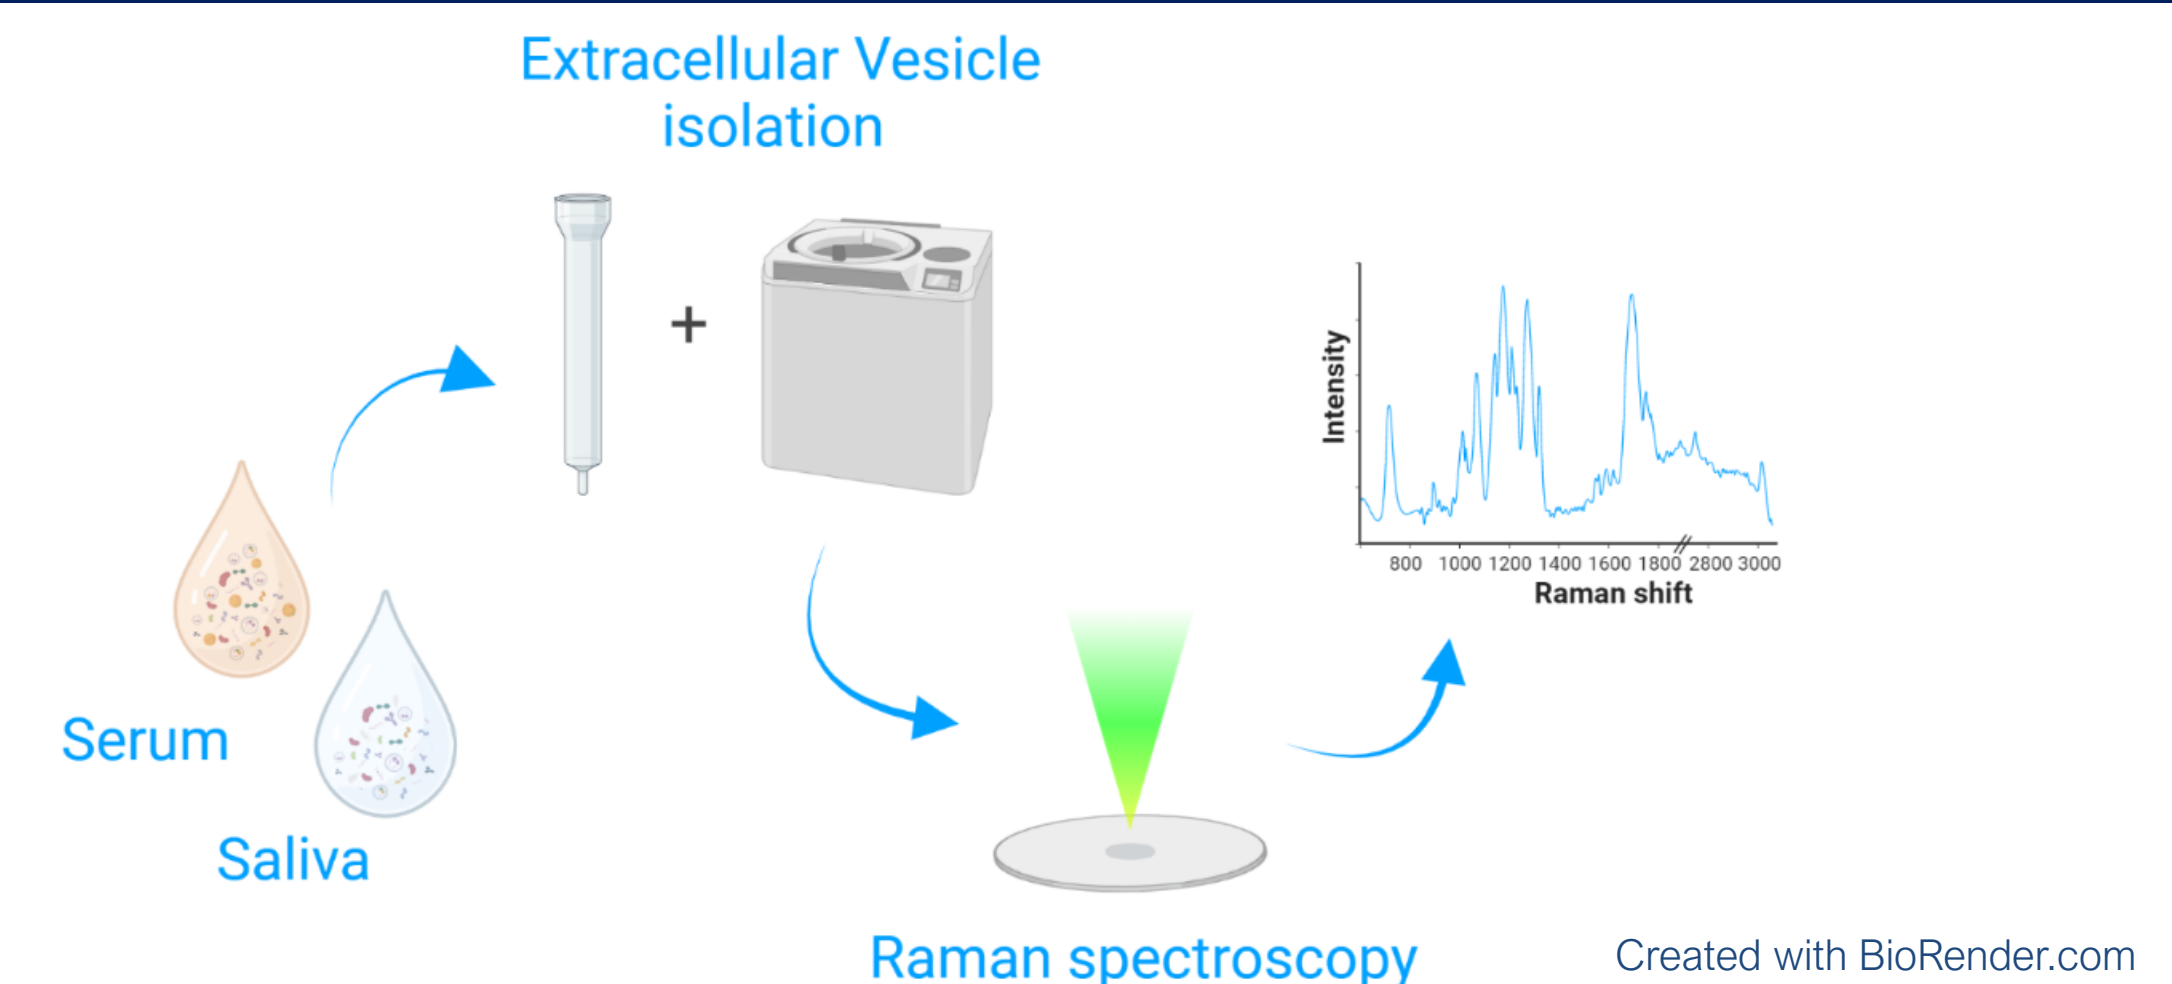 Extracellular Vesicle
isolation
+
Serum
Saliva
Raman spectroscopy
Intensity
800 1000 1200 1400 1600 1800 2800 3000
Raman shift
Created with BioRender.com